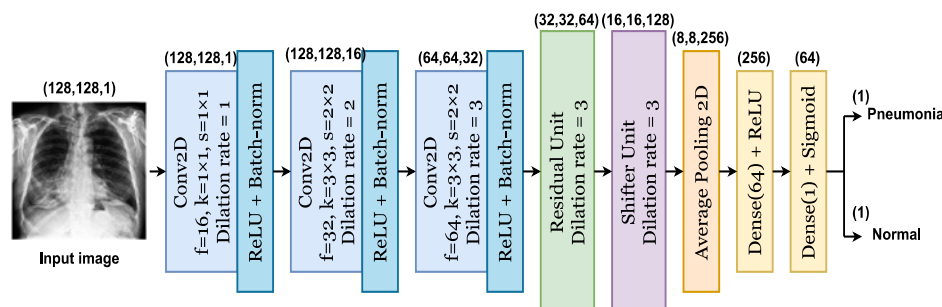 (128,128,1)
Input image
(128,128,1)
Conv2D
f=16, k=1×1, s=1×1
Dilation rate = 1
ReLU + Batch-norm
(128,128,16)
Conv2D
f=32, k=3×3, s=2×2
Dilation rate = 2
ReLU + Batch-norm
(64,64,32)
Conv2D
f=64, k=3×3, s=2×2
Dilation rate = 3
ReLU + Batch-norm
(32,32,64)
Residual Unit
Dilation rate = 3
(16,16,128)
Shifter Unit
Dilation rate = 3
(8,8,256)
Average Pooling 2D
(256)
Dense(64) + ReLU
(64)
Dense(1) + Sigmoid
(1)
Pneumonia
(1)
Normal